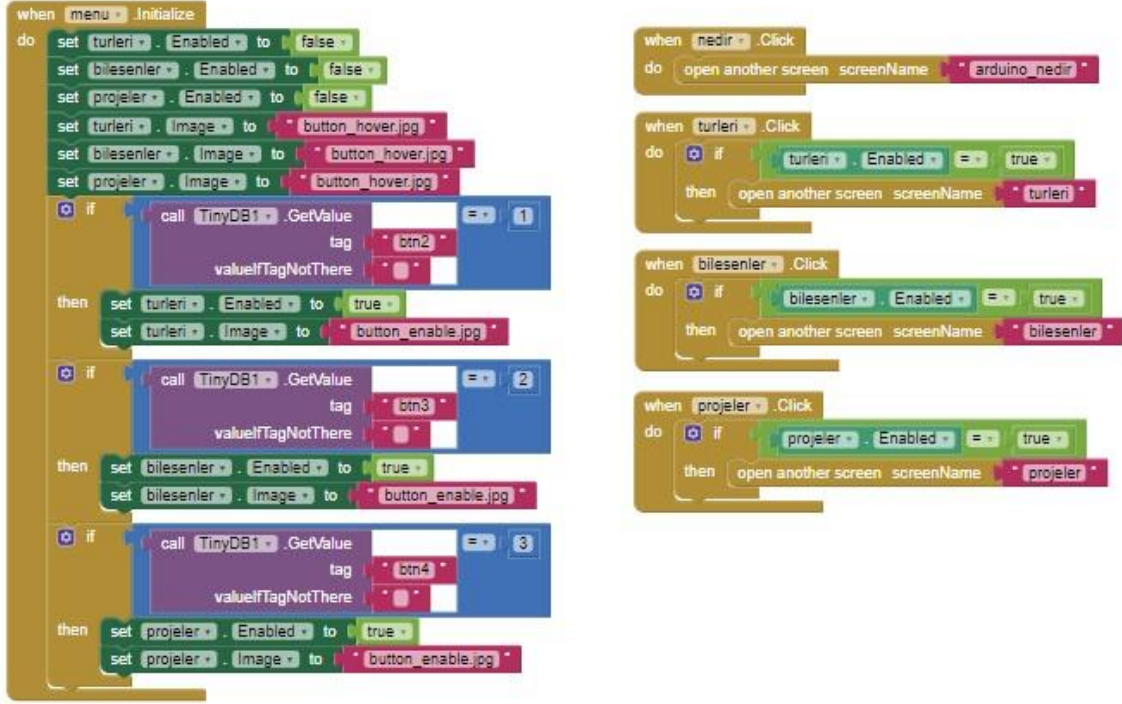 when menu .Initialize
do set turleri . Enabled to false
set bilesenler . Enabled to false
set projeler . Enabled to false
set turleri . Image to " button_hover.jpg "
set bilesenler . Image to " button_hover.jpg "
set projeler . Image to " button_hover.jpg "
if call TinyDB1 .GetValue = 1
tag " btn2 "
valueIfTagNotThere " "
then set turleri . Enabled to true
set turleri . Image to " button_enable.jpg "
if call TinyDB1 .GetValue = 2
tag " btn3 "
valueIfTagNotThere " "
then set bilesenler . Enabled to true
set bilesenler . Image to " button_enable.jpg "
if call TinyDB1 .GetValue = 3
tag " btn4 "
valueIfTagNotThere " "
then set projeler . Enabled to true
set projeler . Image to " button_enable.jpg "
when nedir .Click
do open another screen screenName " arduino_nedir "
when turleri .Click
do if turleri . Enabled = true
then open another screen screenName " turleri "
when bilesenler .Click
do if bilesenler . Enabled = true
then open another screen screenName " bilesenler "
when projeler .Click
do if projeler . Enabled = true
then open another screen screenName " projeler "